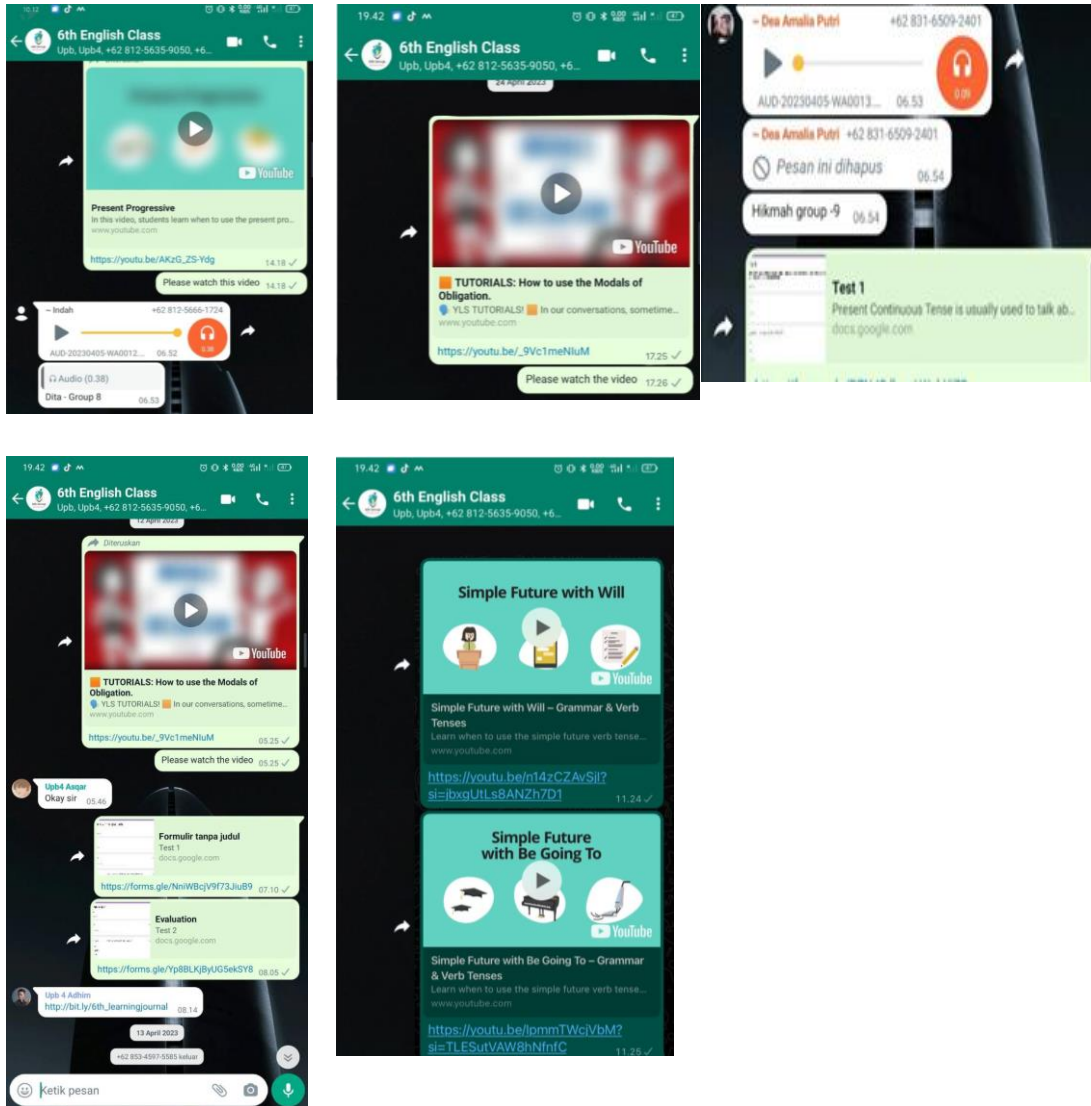 10.12
6th English Class
Upb, Upb4, +62 812-5635-9050, +6...
YouTube
Present Progressive
In this video, students learn when to use the present pro...
www.youtube.com
https://youtu.be/AKzG_ZS-Ydg
14.18
Please watch this video 14.18
~ Indah +62 812-5666-1724
0.38
AUD-20230405-WA0012... 06.52
Audio (0.38)
Dita - Group 8 06.53
19.42
6th English Class
Upb, Upb4, +62 812-5635-9050, +6...
24 April 2023
YouTube
TUTORIALS: How to use the Modals of
Obligation.
YLS TUTORIALS! In our conversations, sometime...
www.youtube.com
https://youtu.be/_9Vc1meNIuM
17.25
Please watch the video 17.26
~ Dea Amalia Putri +62 831-6509-2401
AUD-20230405-WA0013... 06.53
~ Dea Amalia Putri +62 831-6509-2401
Pesan ini dihapus 06.54
Hikmah group -9 06.54
Test 1
Present Continuous Tense is usually used to talk ab...
docs.google.com
19.42
6th English Class
Upb, Upb4, +62 812-5635-9050, +6...
12 April 2023
Diteruskan
YouTube
TUTORIALS: How to use the Modals of
Obligation.
YLS TUTORIALS! In our conversations, sometime...
www.youtube.com
https://youtu.be/_9Vc1meNIuM
05.25
Please watch the video 05.25
Upb4 Asqar
Okay sir 05.46
Formulir tanpa judul
Test 1
docs.google.com
https://forms.gle/NniWBcjV9f73JiuB9 07.10
Evaluation
Test 2
docs.google.com
https://forms.gle/Yp8BLKjByUG5ekSY8 08.05
Upb 4 Adhim
http://bit.ly/6th_learningjournal 08.14
13 April 2023
+62 853-4597-5585 keluar
Ketik pesan
19.42
6th English Class
Upb, Upb4, +62 812-5635-9050, +6...
Simple Future with Will
YouTube
Simple Future with Will – Grammar & Verb
Tenses
Learn when to use the simple future verb tense...
www.youtube.com
https://youtu.be/n14zCZAvSjI?
si=jbxgUtLs8ANZh7D1 11.24
Simple Future
with Be Going To
YouTube
Simple Future with Be Going To – Grammar
& Verb Tenses
Learn when to use the simple future verb tense...
www.youtube.com
https://youtu.be/lpmmTWcjVbM?
si=TLESutVAW8hNfnfC 11.25